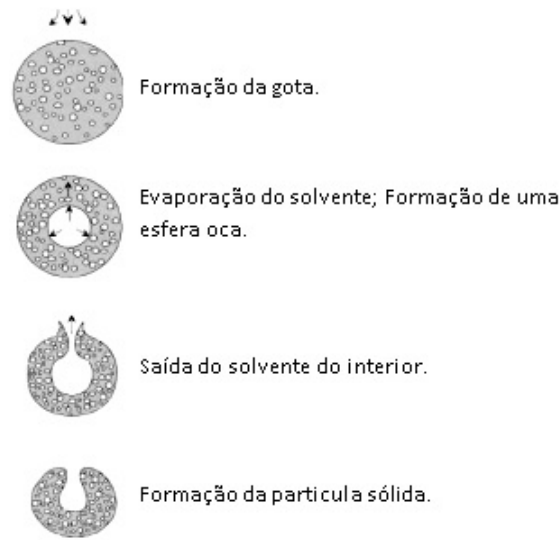 Formação da gota.
Evaporação do solvente; Formação de uma
esfera oca.
Saída do solvente do interior.
Formação da particula sólida.